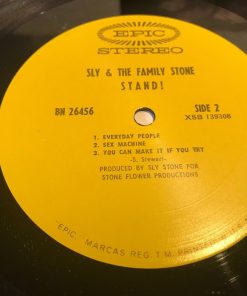 EPIC
STEREO
SLY & THE FAMILY STONE
STAND!
BN 26456
SIDE 2
XSB 139308
1. EVERYDAY PEOPLE
2. SEX MACHINE
3. YOU CAN MAKE IT IF YOU TRY
-S. Stewart-
PRODUCED BY SLY STONE FOR
STONE FLOWER PRODUCTIONS
"EPIC", MARCAS REG. T.M. PRINTED